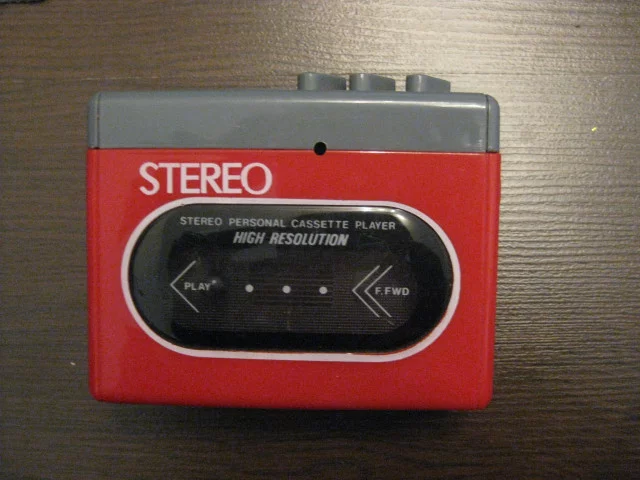 STEREO
STEREO PERSONAL CASSETTE PLAYER
HIGH RESOLUTION
PLAY
F.FWD